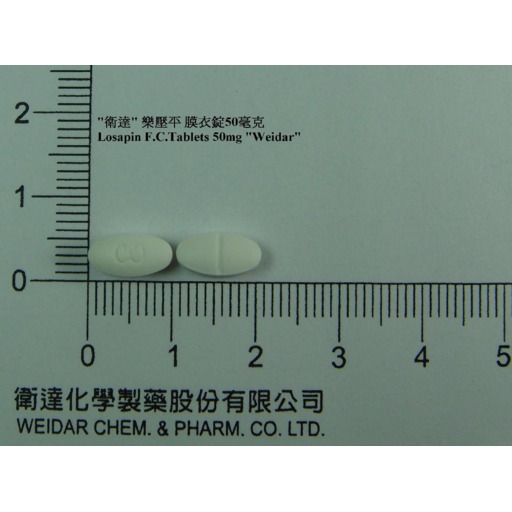 "衛達" 樂壓平 膜衣錠50毫克
Losapin F.C.Tablets 50mg "Weidar"
2
1
0
0 1 2 3 4 5
衛達化學製藥股份有限公司
WEIDAR CHEM. & PHARM. CO. LTD.